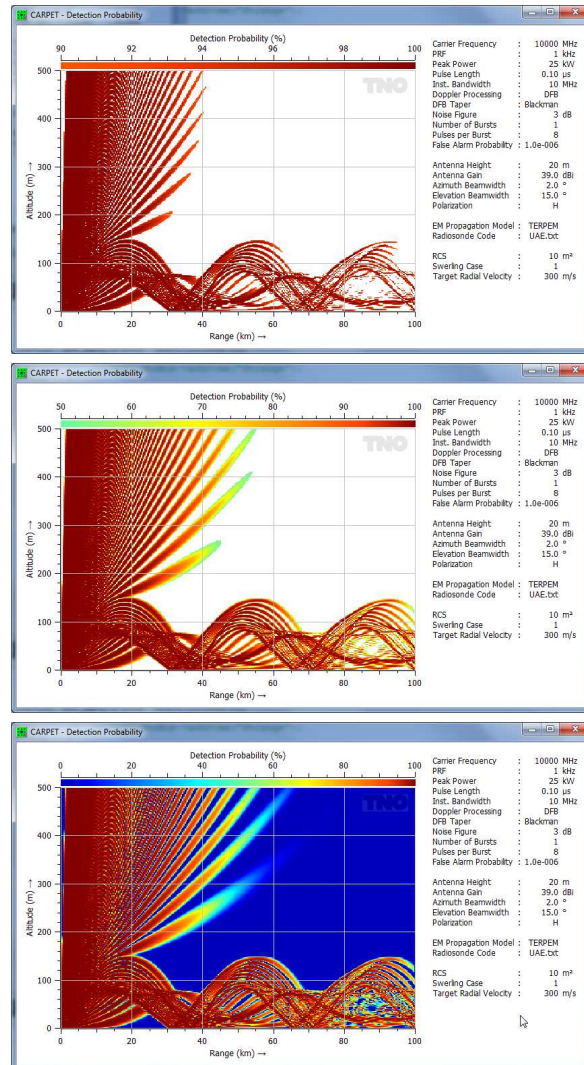 CARPET - Detection Probability
Detection Probability (%)
90 92 94 96 98 100
TNO
500
400
300
200
100
0
Altitude (m) →
0 20 40 60 80 100
Range (km) →
Carrier Frequency : 10000 MHz
PRF : 1 kHz
Peak Power : 25 kW
Pulse Length : 0.10 µs
Inst. Bandwidth : 10 MHz
Doppler Processing : DFB
DFB Taper : Blackman
Noise Figure : 3 dB
Number of Bursts : 1
Pulses per Burst : 8
False Alarm Probability : 1.0e-006
Antenna Height : 20 m
Antenna Gain : 39.0 dBi
Azimuth Beamwidth : 2.0 °
Elevation Beamwidth : 15.0 °
Polarization : H
EM Propagation Model : TERPEM
Radiosonde Code : UAE.txt
RCS : 10 m²
Swerling Case : 1
Target Radial Velocity : 300 m/s
CARPET - Detection Probability
Detection Probability (%)
50 60 70 80 90 100
TNO
500
400
300
200
100
0
Altitude (m) →
0 20 40 60 80 100
Range (km) →
Carrier Frequency : 10000 MHz
PRF : 1 kHz
Peak Power : 25 kW
Pulse Length : 0.10 µs
Inst. Bandwidth : 10 MHz
Doppler Processing : DFB
DFB Taper : Blackman
Noise Figure : 3 dB
Number of Bursts : 1
Pulses per Burst : 8
False Alarm Probability : 1.0e-006
Antenna Height : 20 m
Antenna Gain : 39.0 dBi
Azimuth Beamwidth : 2.0 °
Elevation Beamwidth : 15.0 °
Polarization : H
EM Propagation Model : TERPEM
Radiosonde Code : UAE.txt
RCS : 10 m²
Swerling Case : 1
Target Radial Velocity : 300 m/s
CARPET - Detection Probability
Detection Probability (%)
0 20 40 60 80 100
TNO
500
400
300
200
100
0
Altitude (m) →
0 20 40 60 80 100
Range (km) →
Carrier Frequency : 10000 MHz
PRF : 1 kHz
Peak Power : 25 kW
Pulse Length : 0.10 µs
Inst. Bandwidth : 10 MHz
Doppler Processing : DFB
DFB Taper : Blackman
Noise Figure : 3 dB
Number of Bursts : 1
Pulses per Burst : 8
False Alarm Probability : 1.0e-006
Antenna Height : 20 m
Antenna Gain : 39.0 dBi
Azimuth Beamwidth : 2.0 °
Elevation Beamwidth : 15.0 °
Polarization : H
EM Propagation Model : TERPEM
Radiosonde Code : UAE.txt
RCS : 10 m²
Swerling Case : 1
Target Radial Velocity : 300 m/s